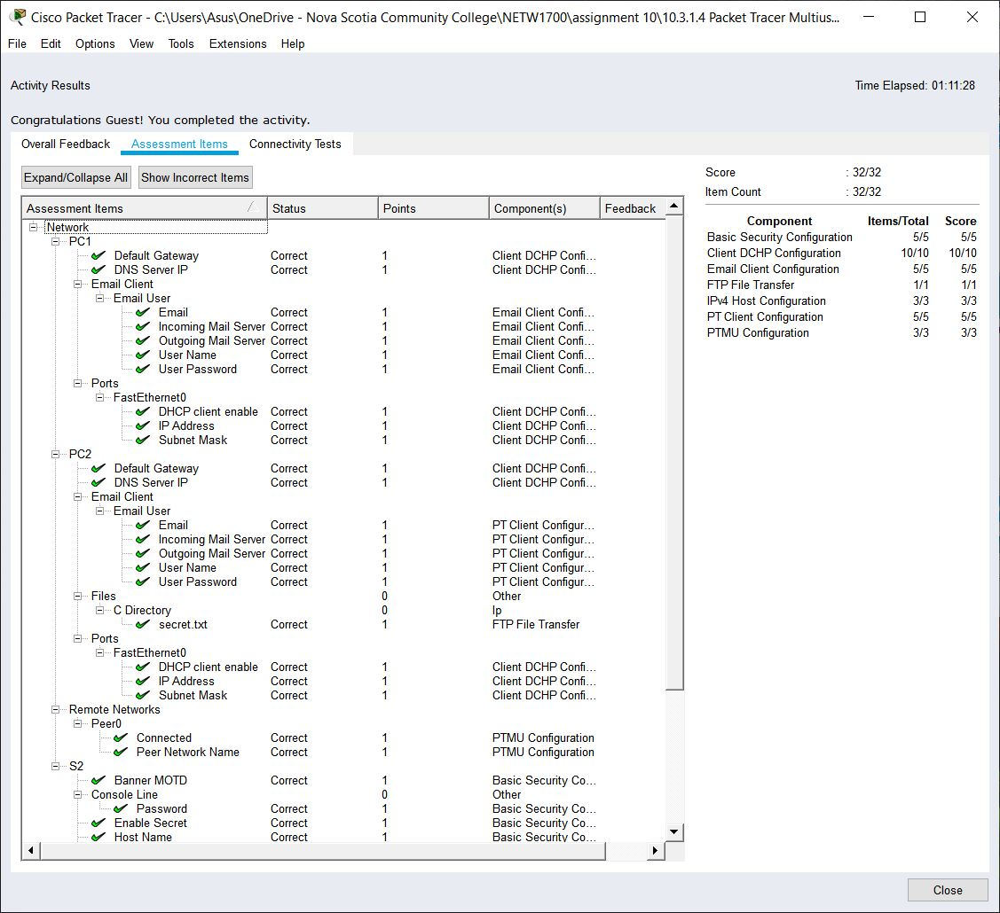 Cisco Packet Tracer - C:\Users\Asus\OneDrive - Nova Scotia Community College\NETW1700\assignment 10\10.3.1.4 Packet Tracer Multius...
File Edit Options View Tools Extensions Help
Activity Results Time Elapsed: 01:11:28
Congratulations Guest! You completed the activity.
Overall Feedback Assessment Items Connectivity Tests
Expand/Collapse All Show Incorrect Items
Assessment Items Status Points Component(s) Feedback
Network
PC1
Default Gateway Correct 1 Client DCHP Confi...
DNS Server IP Correct 1 Client DCHP Confi...
Email Client
Email User
Email Correct 1 Email Client Confi...
Incoming Mail Server Correct 1 Email Client Confi...
Outgoing Mail Server Correct 1 Email Client Confi...
User Name Correct 1 Email Client Confi...
User Password Correct 1 Email Client Confi...
Ports
FastEthernet0
DHCP client enable Correct 1 Client DCHP Confi...
IP Address Correct 1 Client DCHP Confi...
Subnet Mask Correct 1 Client DCHP Confi...
PC2
Default Gateway Correct 1 Client DCHP Confi...
DNS Server IP Correct 1 Client DCHP Confi...
Email Client
Email User
Email Correct 1 PT Client Configur...
Incoming Mail Server Correct 1 PT Client Configur...
Outgoing Mail Server Correct 1 PT Client Configur...
User Name Correct 1 PT Client Configur...
User Password Correct 1 PT Client Configur...
Files 0 Other
C Directory 0 Ip
secret.txt Correct 1 FTP File Transfer
Ports
FastEthernet0
DHCP client enable Correct 1 Client DCHP Confi...
IP Address Correct 1 Client DCHP Confi...
Subnet Mask Correct 1 Client DCHP Confi...
Remote Networks
Peer0
Connected Correct 1 PTMU Configuration
Peer Network Name Correct 1 PTMU Configuration
S2
Banner MOTD Correct 1 Basic Security Co...
Console Line 0 Other
Password Correct 1 Basic Security Co...
Enable Secret Correct 1 Basic Security Co...
Host Name Correct 1 Basic Security Co...
Score : 32/32
Item Count : 32/32
Component Items/Total Score
Basic Security Configuration 5/5 5/5
Client DCHP Configuration 10/10 10/10
Email Client Configuration 5/5 5/5
FTP File Transfer 1/1 1/1
IPv4 Host Configuration 3/3 3/3
PT Client Configuration 5/5 5/5
PTMU Configuration 3/3 3/3
Close